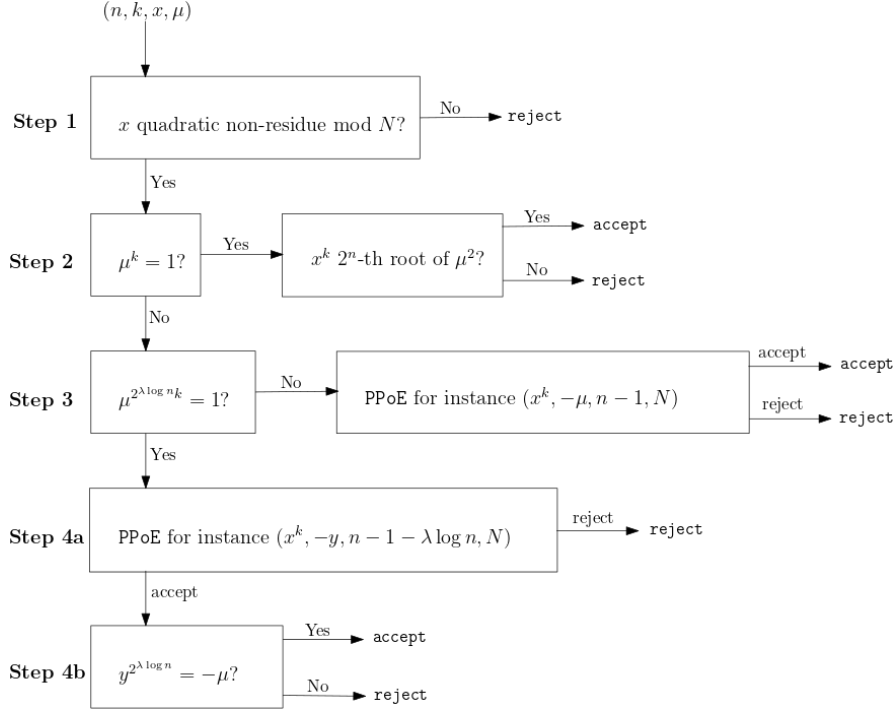 (n, k, x, μ)
Step 1
x quadratic non-residue mod N?
No
reject
Yes
Step 2
μ^k = 1?
Yes
x^k 2^n-th root of μ^2?
Yes
accept
No
reject
No
Step 3
μ^{2^{λ log n}k} = 1?
No
PPoE for instance (x^k, −μ, n − 1, N)
accept
accept
reject
reject
Yes
Step 4a
PPoE for instance (x^k, −y, n − 1 − λ log n, N)
reject
reject
accept
Step 4b
y^{2^{λ log n}} = −μ?
Yes
accept
No
reject